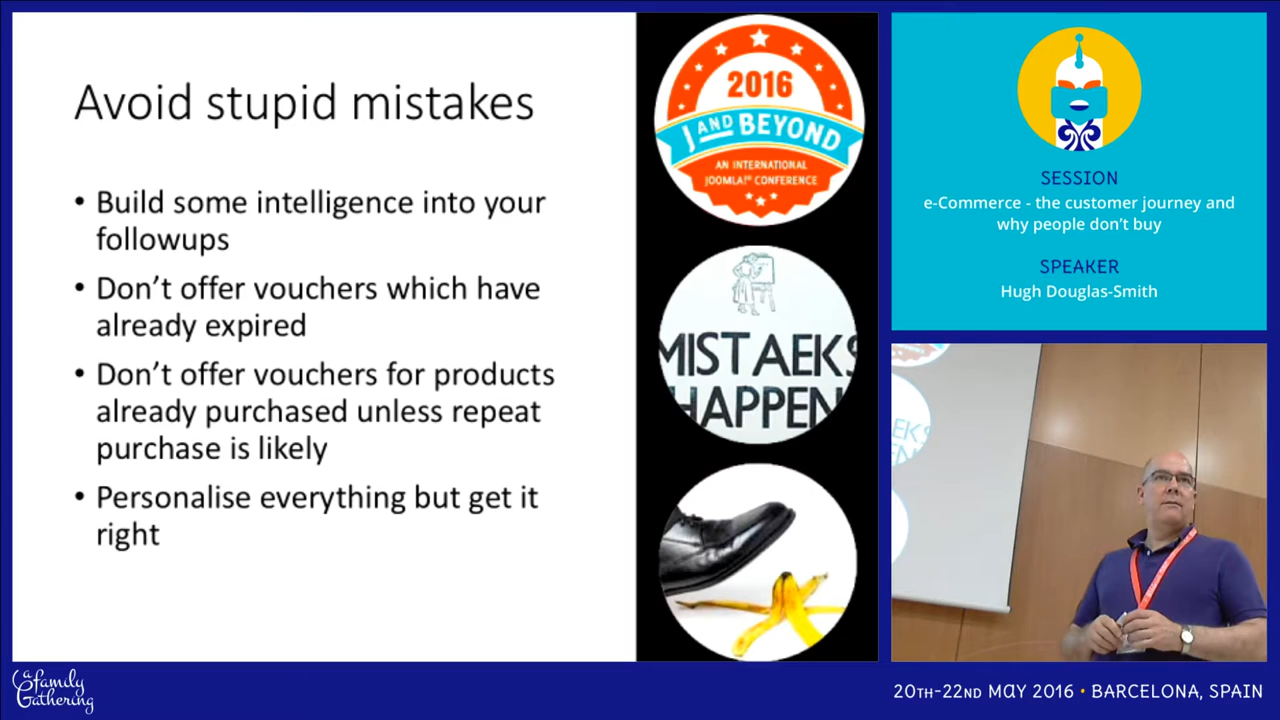 Avoid stupid mistakes
• Build some intelligence into your
followups
• Don't offer vouchers which have
already expired
• Don't offer vouchers for products
already purchased unless repeat
purchase is likely
• Personalise everything but get it
right
2016
J AND BEYOND
AN INTERNATIONAL
JOOMLA!® CONFERENCE
MISTAEKS
HAPPEN
SESSION
e-Commerce - the customer journey and
why people don't buy
SPEAKER
Hugh Douglas-Smith
EKS
EN
a family
Gathering
20TH-22ND MAY 2016 • BARCELONA, SPAIN